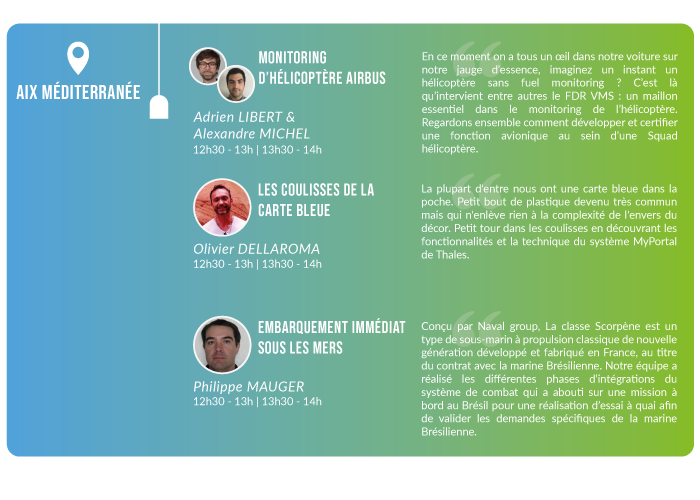 AIX MÉDITERRANÉE
MONITORING
D'HÉLICOPTÈRE AIRBUS
Adrien LIBERT &
Alexandre MICHEL
12h30 - 13h | 13h30 - 14h
En ce moment on a tous un œil dans notre voiture sur
notre jauge d'essence, imaginez un instant un
hélicoptère sans fuel monitoring ? C'est là
qu'intervient entre autres le FDR VMS : un maillon
essentiel dans le monitoring de l'hélicoptère.
Regardons ensemble comment développer et certifier
une fonction avionique au sein d'une Squad
hélicoptère.
LES COULISSES DE LA
CARTE BLEUE
Olivier DELLAROMA
12h30 - 13h | 13h30 - 14h
La plupart d'entre nous ont une carte bleue dans la
poche. Petit bout de plastique devenu très commun
mais qui n'enlève rien à la complexité de l'envers du
décor. Petit tour dans les coulisses en découvrant les
fonctionnalités et la technique du système MyPortal
de Thales.
EMBARQUEMENT IMMÉDIAT
SOUS LES MERS
Philippe MAUGER
12h30 - 13h | 13h30 - 14h
Conçu par Naval group, La classe Scorpène est un
type de sous-marin à propulsion classique de nouvelle
génération développé et fabriqué en France, au titre
du contrat avec la marine Brésilienne. Notre équipe a
réalisé les différentes phases d'intégrations du
système de combat qui a abouti sur une mission à
bord au Brésil pour une réalisation d'essai à quai afin
de valider les demandes spécifiques de la marine
Brésilienne.